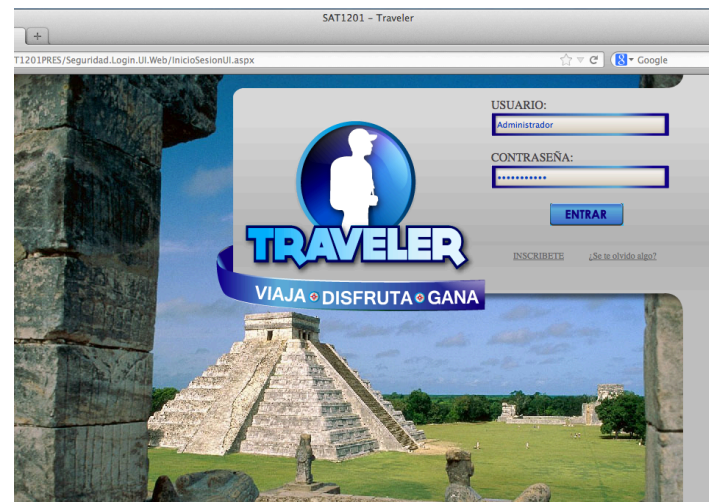 SAT1201 – Traveler
+
T1201PRES/Seguridad.Login.UI.Web/InicioSesionUI.aspx
Google
USUARIO:
Administrador
CONTRASEÑA:
•••••••••••
ENTRAR
TRAVELER
INSCRIBETE ¿Se te olvido algo?
VIAJA DISFRUTA GANA